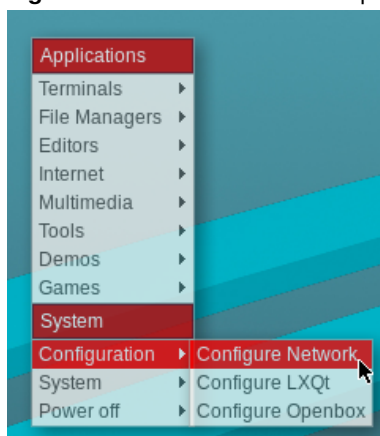 Applications
Terminals
File Managers
Editors
Internet
Multimedia
Tools
Demos
Games
System
Configuration
Configure Network
System
Configure LXQt
Power off
Configure Openbox